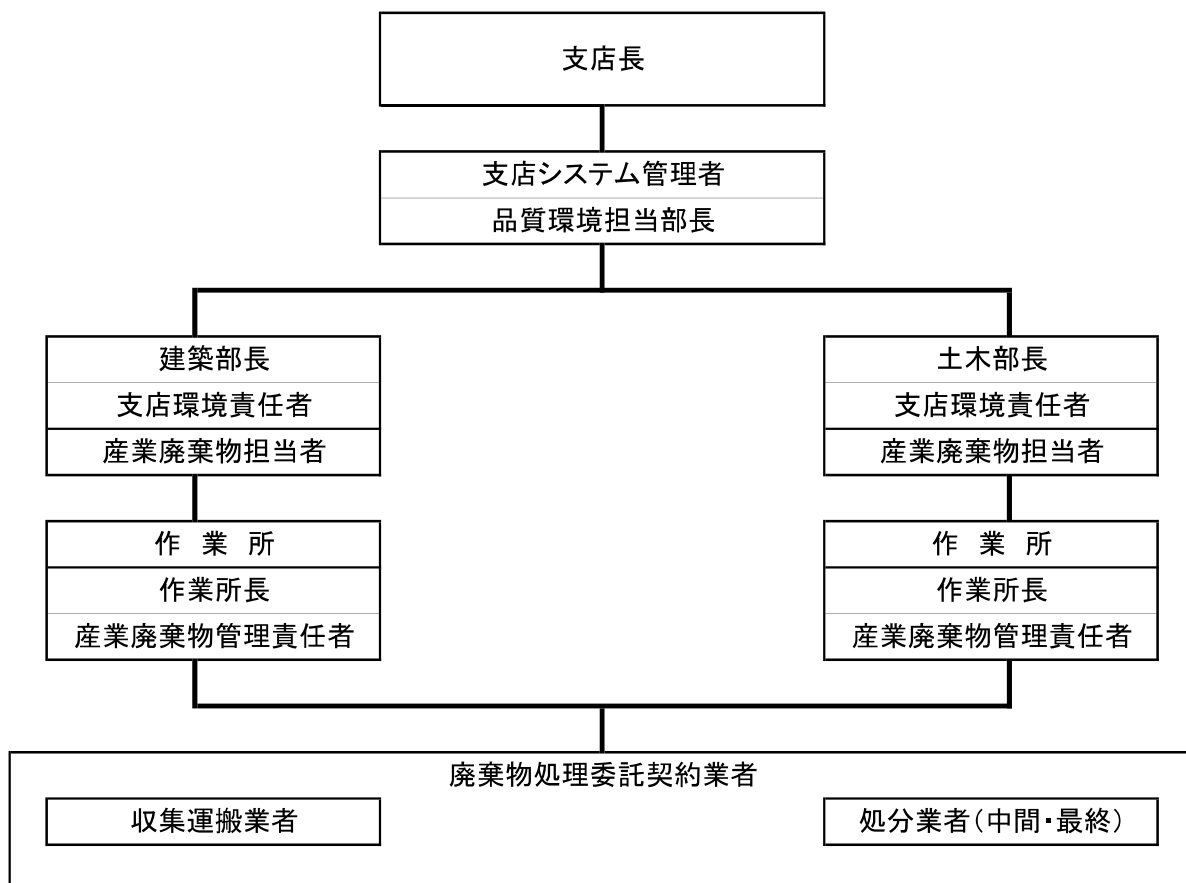 支店長
支店システム管理者
品質環境担当部長
建築部長
支店環境責任者
産業廃棄物担当者
土木部長
支店環境責任者
産業廃棄物担当者
作 業 所
作業所長
産業廃棄物管理責任者
作 業 所
作業所長
産業廃棄物管理責任者
廃棄物処理委託契約業者
収集運搬業者
処分業者(中間・最終)